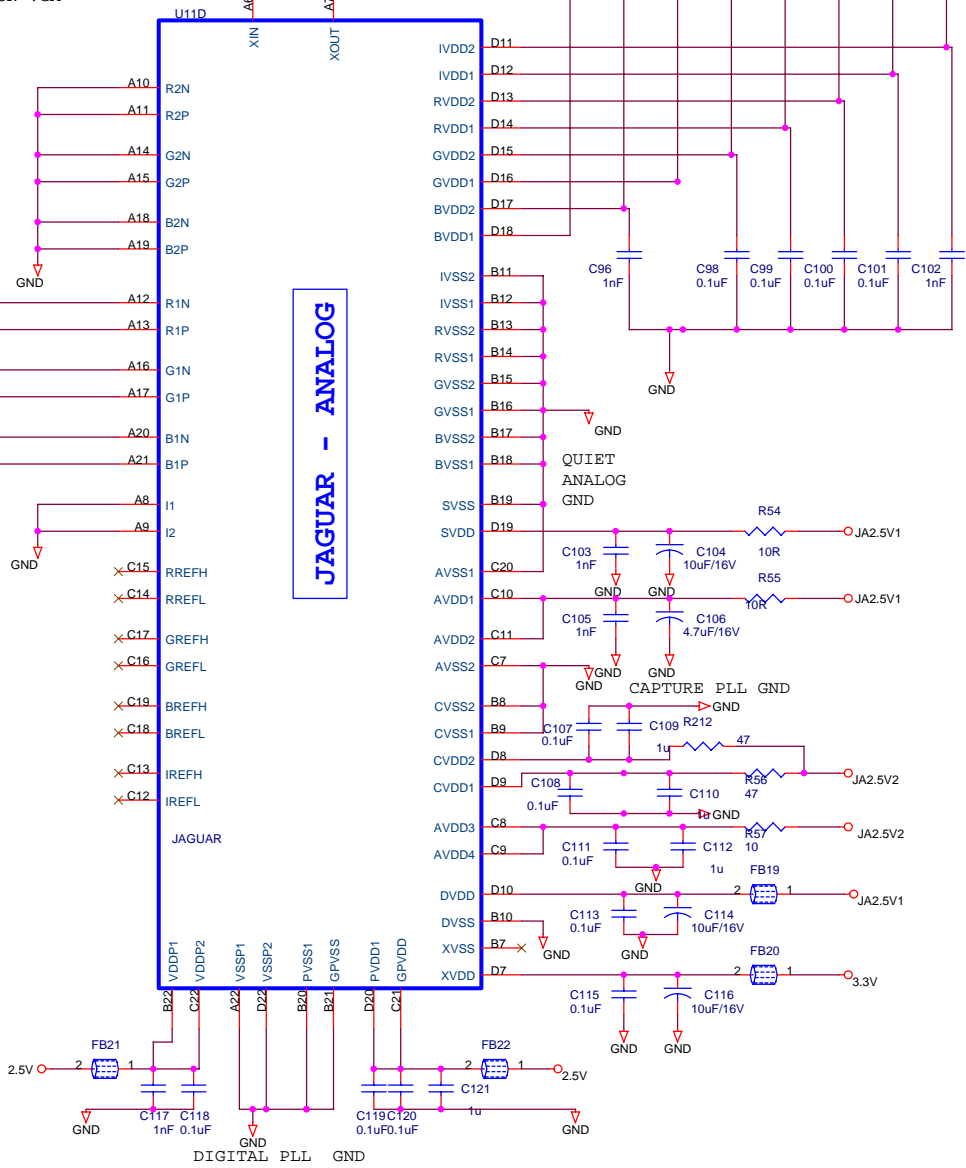 U11D
A6
A7
XIN
XOUT
A10 R2N
A11 R2P
A14 G2N
A15 G2P
A18 B2N
A19 B2P
GND
A12 R1N
A13 R1P
A16 G1N
A17 G1P
A20 B1N
A21 B1P
A8 I1
A9 I2
GND
C15 RREFH
C14 RREFL
C17 GREFH
C16 GREFL
C19 BREFH
C18 BREFL
C13 IREFH
C12 IREFL
JAGUAR
JAGUAR - ANALOG
IVDD2 D11
IVDD1 D12
RVDD2 D13
RVDD1 D14
GVDD2 D15
GVDD1 D16
BVDD2 D17
BVDD1 D18
IVSS2 B11
IVSS1 B12
RVSS2 B13
RVSS1 B14
GVSS2 B15
GVSS1 B16
BVSS2 B17
BVSS1 B18
SVSS B19
SVDD D19
AVSS1 C20
AVDD1 C10
AVDD2 C11
AVSS2 C7
CVSS2 B8
CVSS1 B9
CVDD2 D8
CVDD1 D9
AVDD3 C8
AVDD4 C9
DVDD D10
DVSS B10
XVSS B7
XVDD D7
C96
1nF
C98
0.1uF
C99
0.1uF
C100
0.1uF
C101
0.1uF
C102
1nF
GND
GND
QUIET
ANALOG
GND
C103
1nF
GND
C104
10uF/16V
GND
R54
10R
JA2.5V1
C105
1nF
GND
C106
4.7uF/16V
GND
R55
10R
JA2.5V1
GND
CAPTURE PLL GND
GND
C107
0.1uF
C109
1u
R212
47
C108
0.1uF
C110
1u
GND
R56
47
JA2.5V2
C111
0.1uF
C112
1u
GND
R57
10
JA2.5V2
C113
0.1uF
C114
10uF/16V
GND
FB19
2 1
JA2.5V1
GND
C115
0.1uF
GND
C116
10uF/16V
GND
FB20
2 1
3.3V
VDDP1 B22
VDDP2 C22
VSSP1 A22
VSSP2 D22
PVSS1 B20
GPVSS B21
PVDD1 D20
GPVDD C21
2.5V
FB21
2 1
GND
C117
1nF
C118
0.1uF
GND
DIGITAL PLL GND
C119
0.1uF
C120
0.1uF
C121
1u
FB22
2 1
2.5V
GND